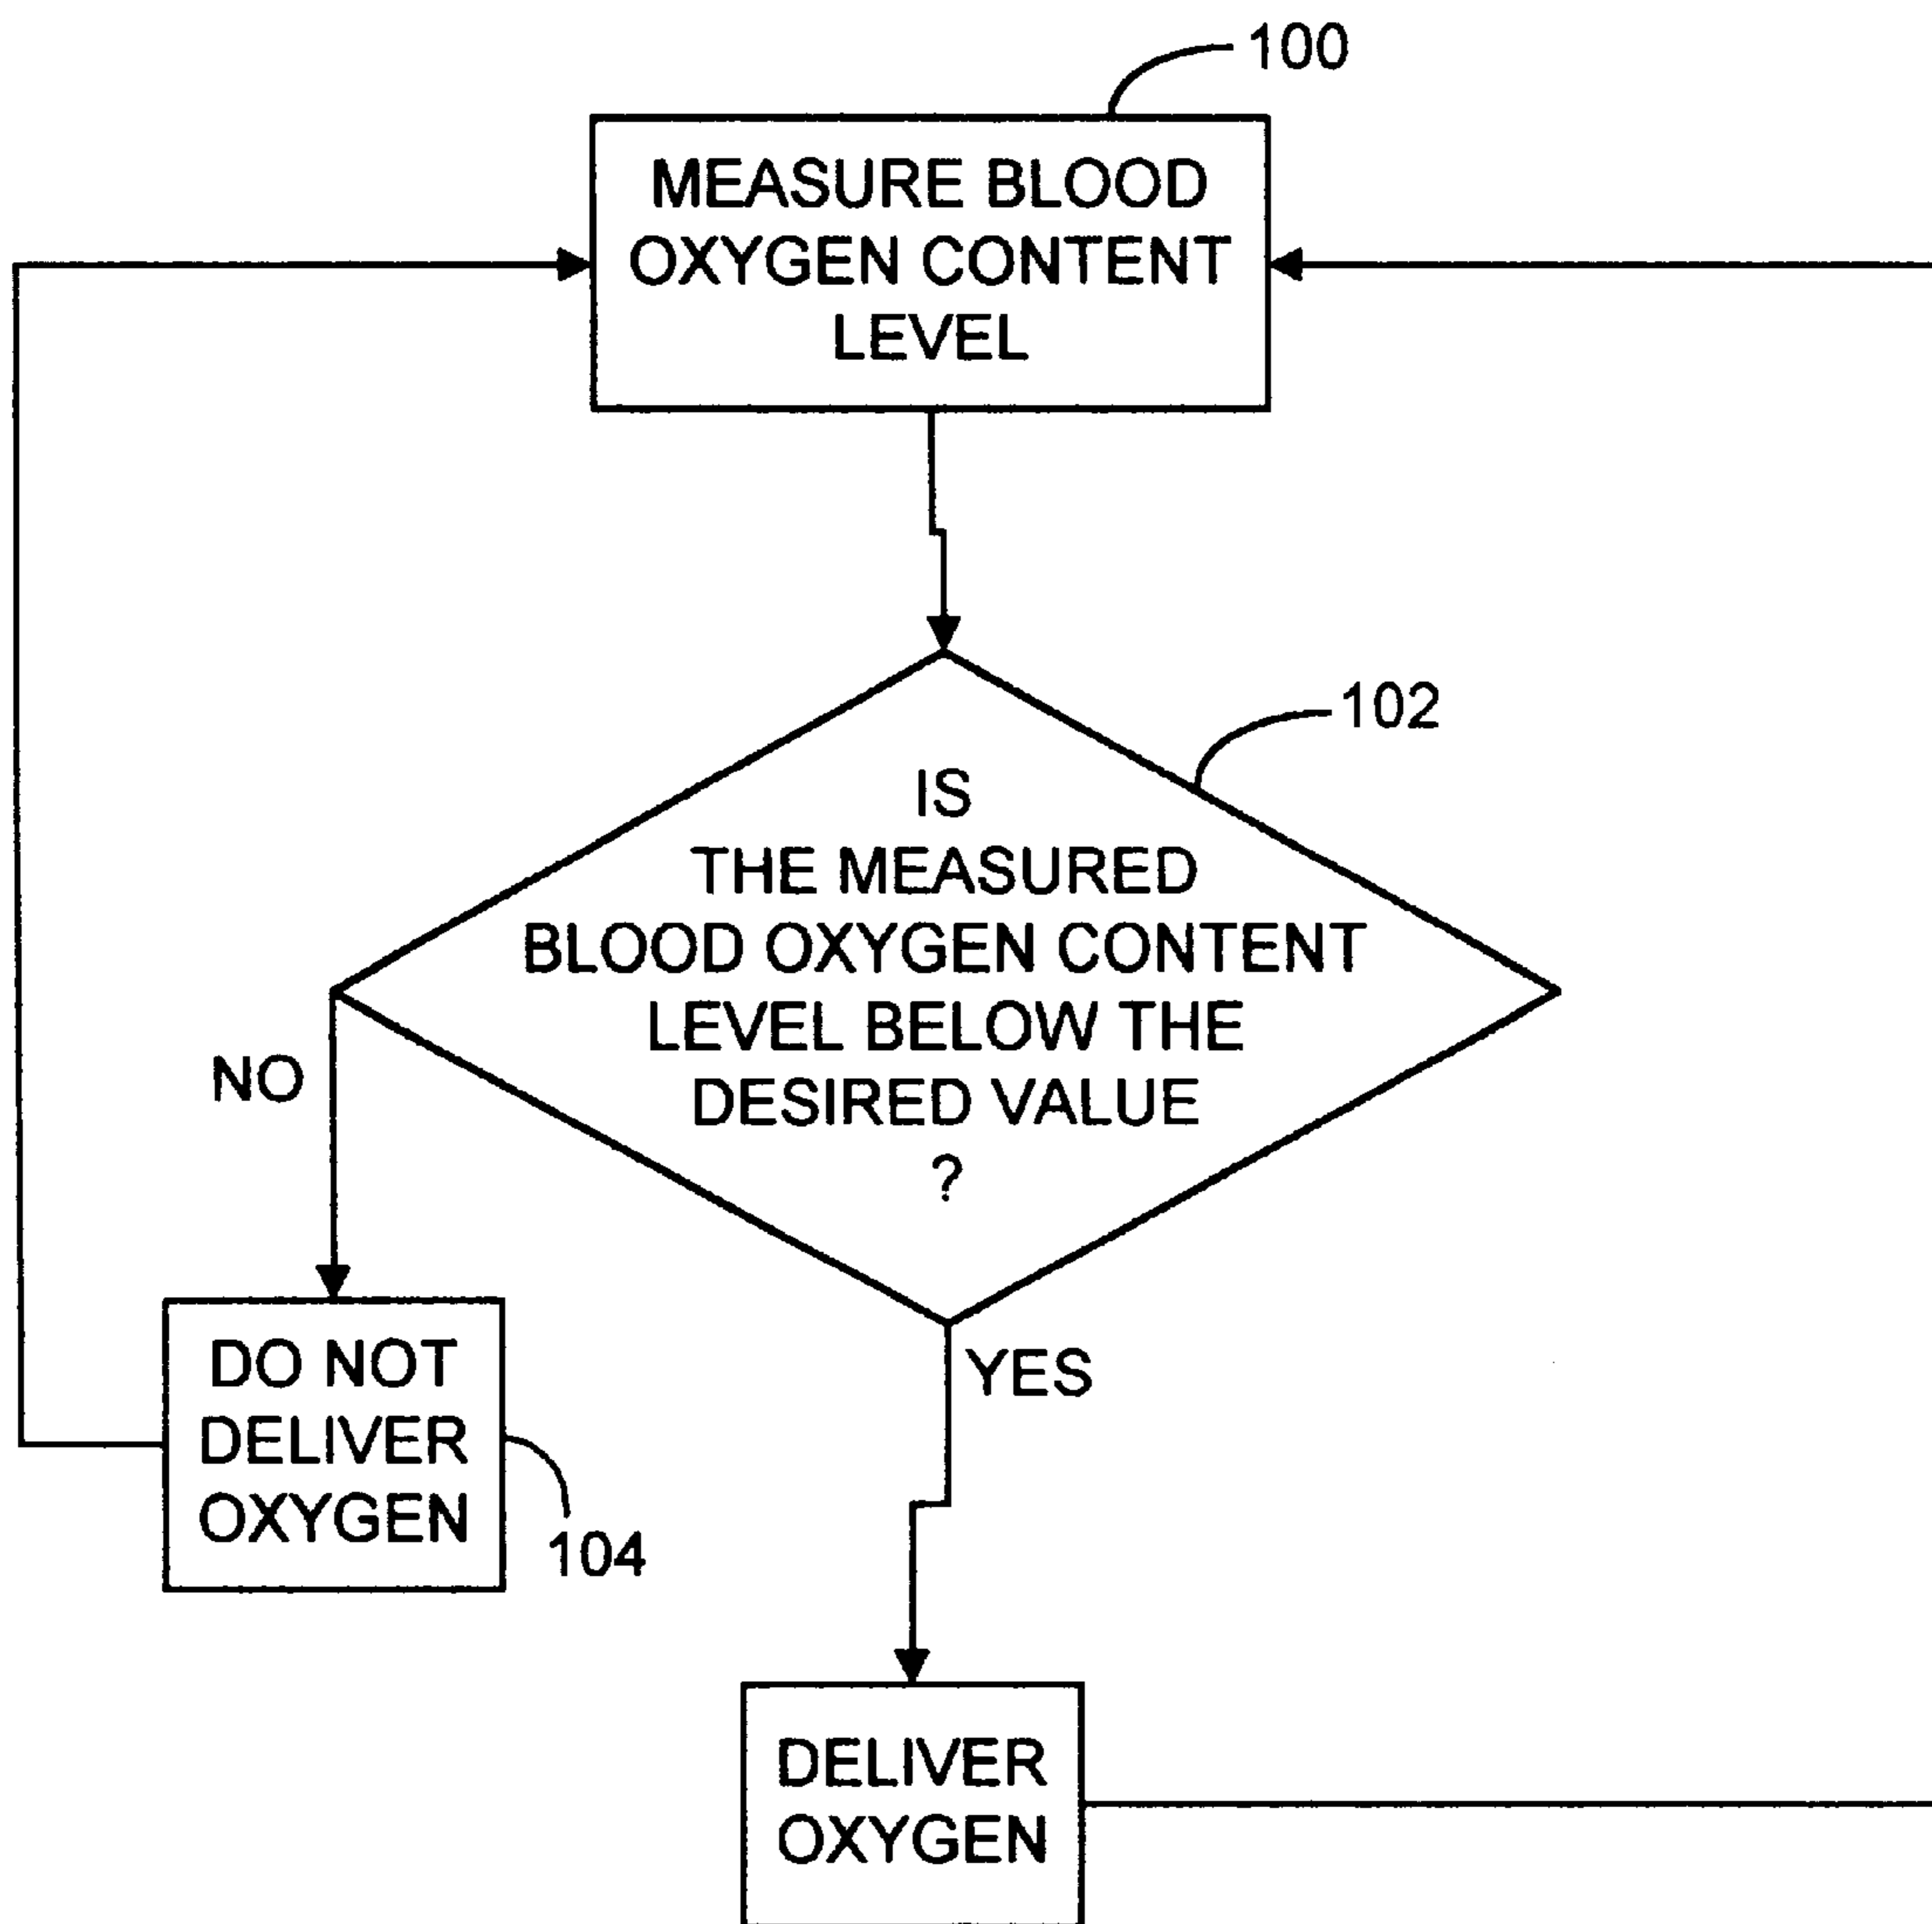 100
MEASURE BLOOD
OXYGEN CONTENT
LEVEL
102
IS
THE MEASURED
BLOOD OXYGEN CONTENT
LEVEL BELOW THE
DESIRED VALUE
?
NO
YES
DO NOT
DELIVER
OXYGEN
104
DELIVER
OXYGEN